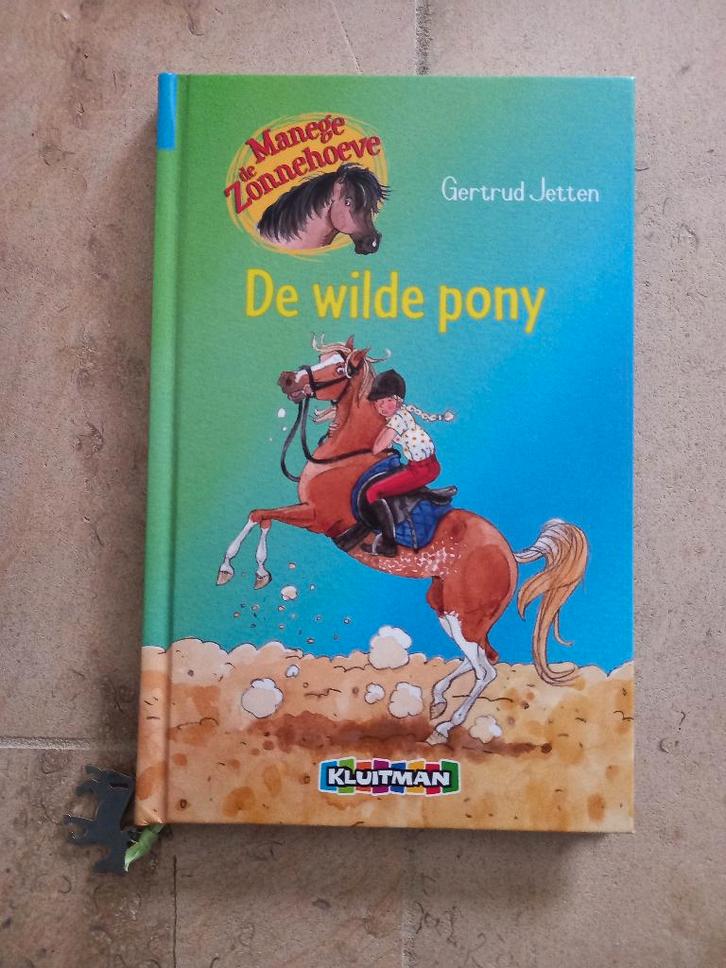 Manege
de
Zonnehoeve
Gertrud Jetten
De wilde pony
KLUITMAN